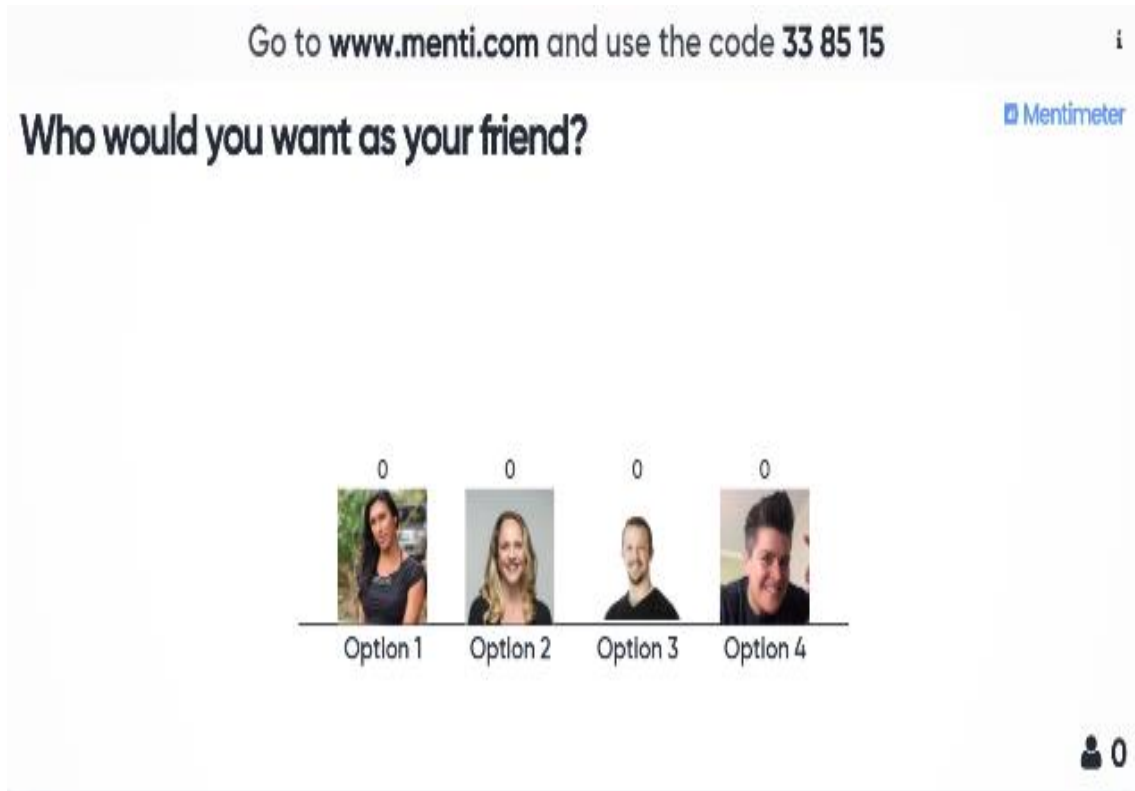 Go to www.menti.com and use the code 33 85 15
i
Mentimeter
Who would you want as your friend?
0 0 0 0
Option 1 Option 2 Option 3 Option 4
0